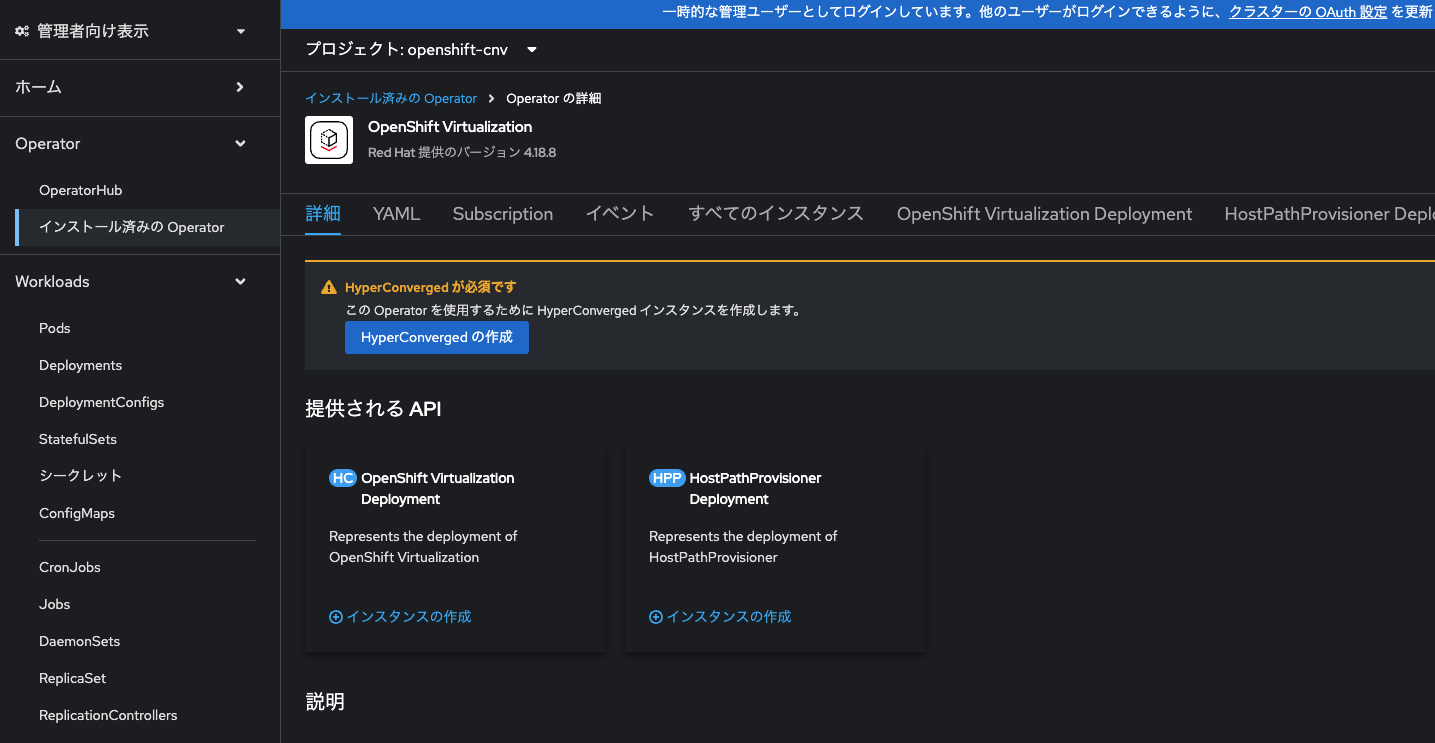 管理者向け表示
ホーム
Operator
OperatorHub
インストール済みの Operator
Workloads
Pods
Deployments
DeploymentConfigs
StatefulSets
シークレット
ConfigMaps
CronJobs
Jobs
DaemonSets
ReplicaSet
ReplicationControllers
一時的な管理ユーザーとしてログインしています。他のユーザーがログインできるように、クラスターの OAuth 設定 を更新
プロジェクト: openshift-cnv
インストール済みの Operator > Operator の詳細
OpenShift Virtualization
Red Hat 提供のバージョン 4.18.8
詳細 YAML Subscription イベント すべてのインスタンス OpenShift Virtualization Deployment HostPathProvisioner Deplo
HyperConverged が必須です
この Operator を使用するために HyperConverged インスタンスを作成します。
HyperConverged の作成
提供される API
HC OpenShift Virtualization
Deployment
Represents the deployment of
OpenShift Virtualization
インスタンスの作成
HPP HostPathProvisioner
Deployment
Represents the deployment of
HostPathProvisioner
インスタンスの作成
説明